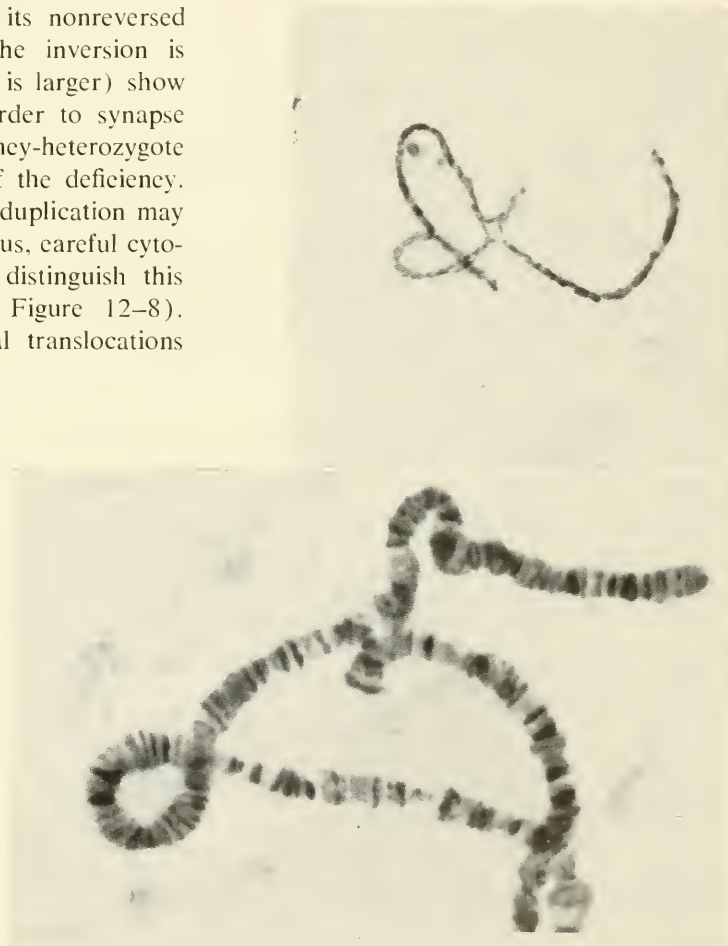 its nonreversed
he inversion is
is larger) show
rder to synapse
ncy-heterozygote
f the deficiency.
duplication may
us, careful cyto-
distinguish this
Figure 12–8).
l translocations